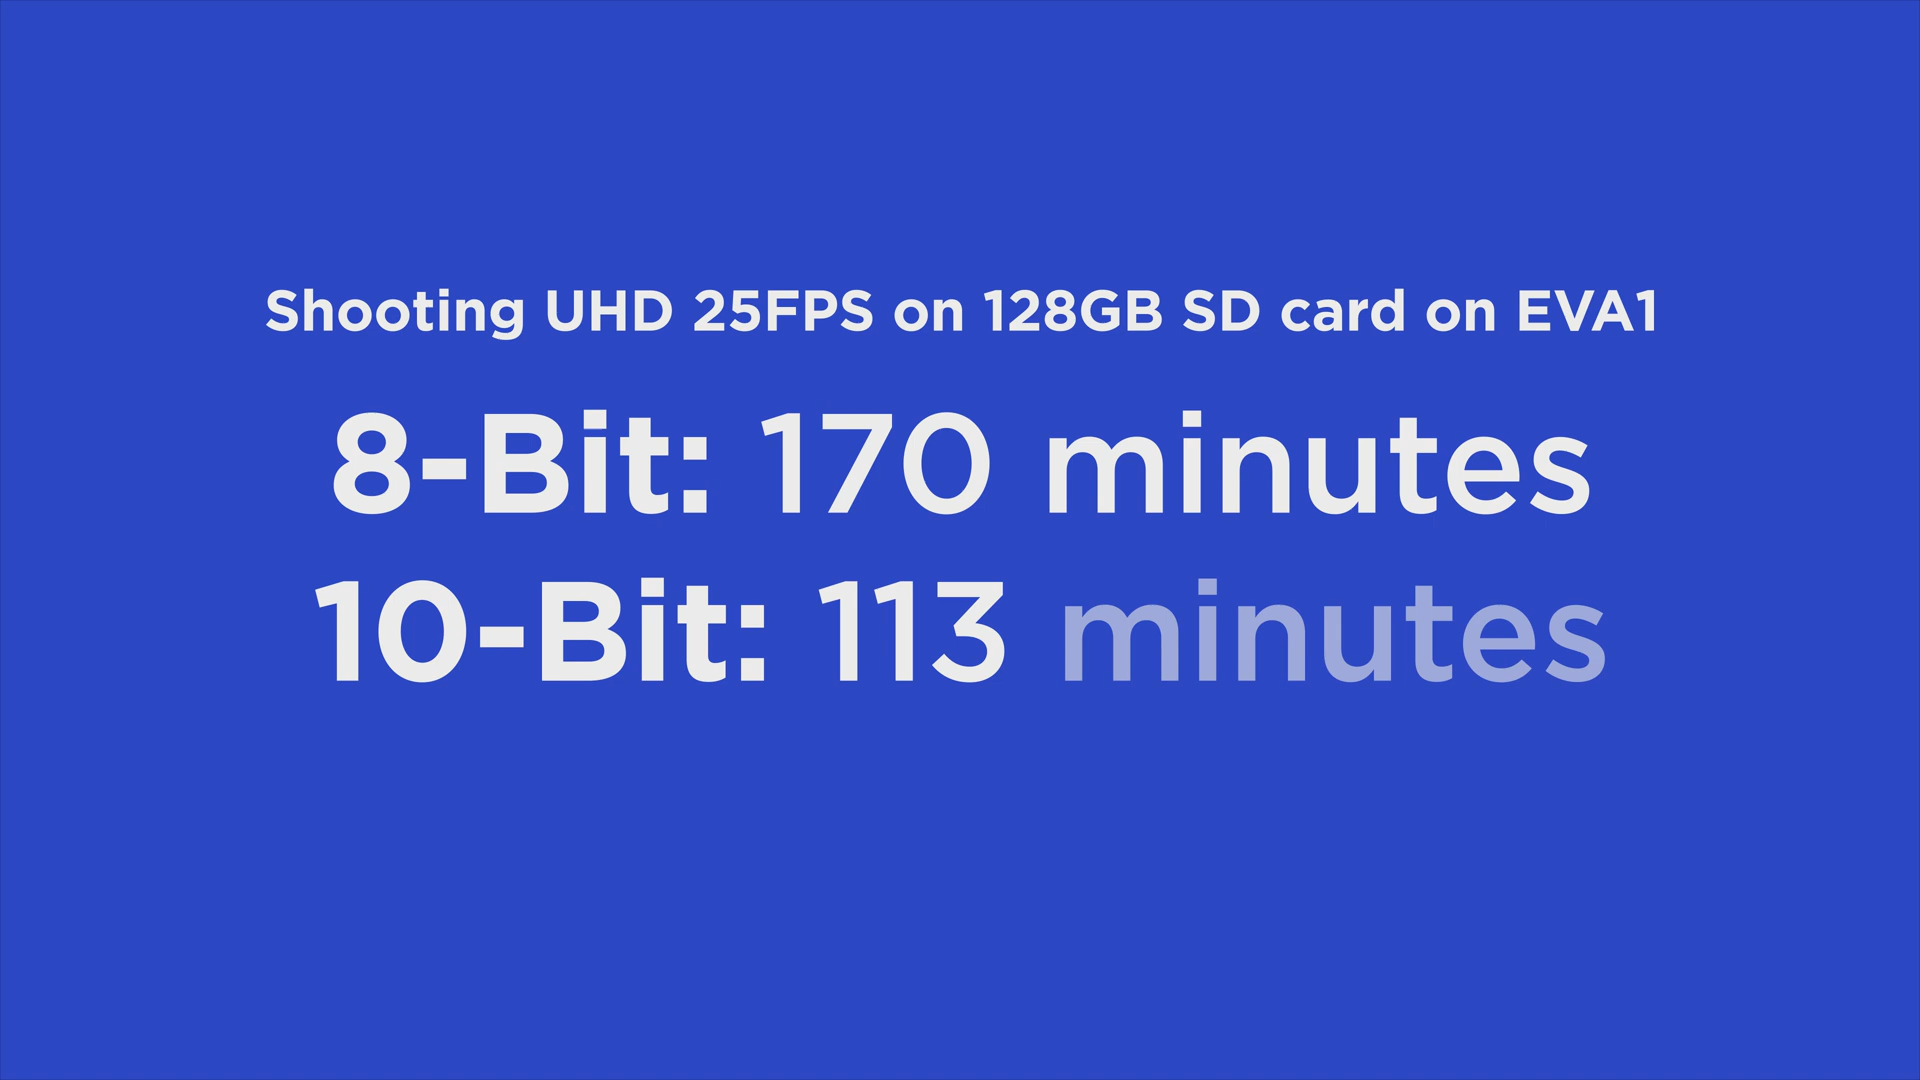 Shooting UHD 25FPS on 128GB SD card on EVA1
8-Bit: 170 minutes
10-Bit: 113 minutes